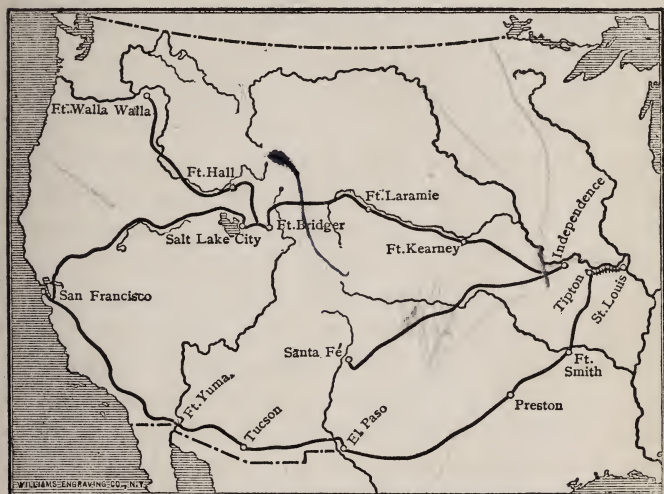 Ft. Walla Walla
Ft. Hall
Ft. Laramie
Independence
Salt Lake City
Ft. Bridger
Ft. Kearney
Tipton
St. Louis
San Francisco
Santa Fé
Ft.
Smith
Ft. Yuma
Tucson
El Paso
Preston
WILLIAMS ENGRAVING CO., N.Y.